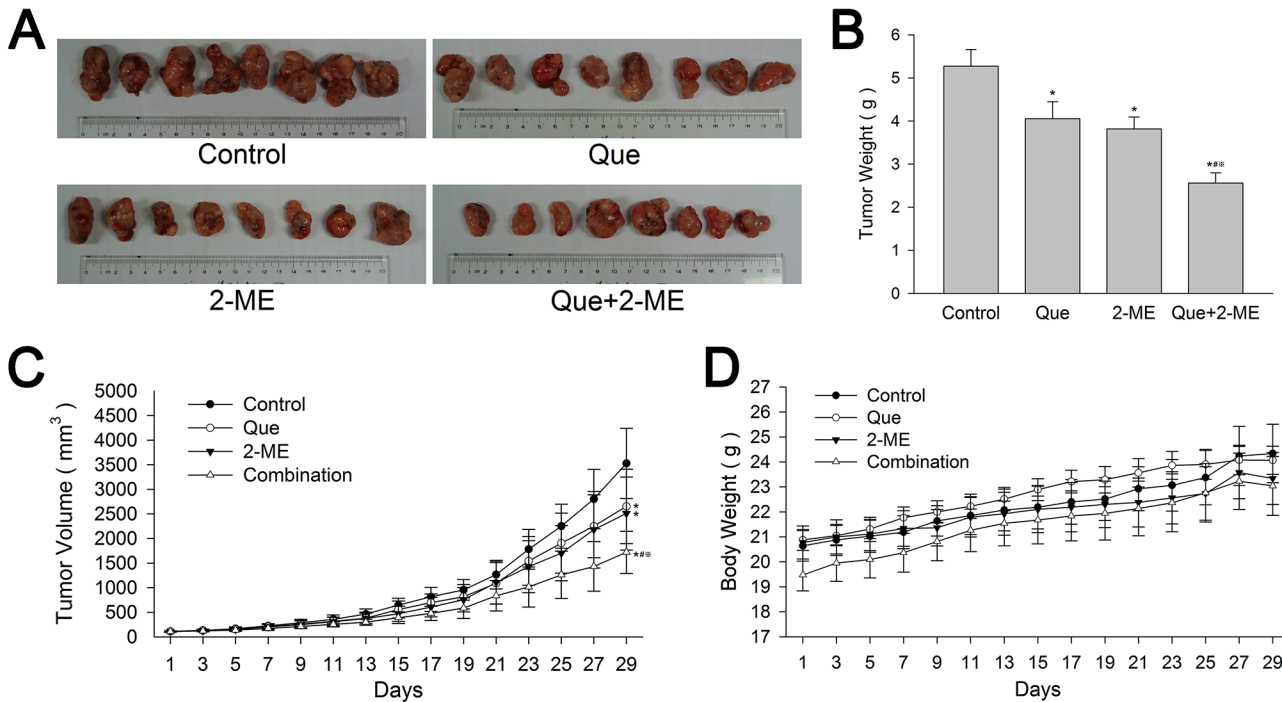 A
Control
Que
2-ME
Que+2-ME
B
Tumor Weight ( g )
6
5
4
3
2
1
0
*
*
*#※
Control
Que
2-ME
Que+2-ME
C
Tumor Volume ( mm³ )
5000
4500
4000
3500
3000
2500
2000
1500
1000
500
0
Control
Que
2-ME
Combination
*
*
*#※
1 3 5 7 9 11 13 15 17 19 21 23 25 27 29
Days
D
Body Weight ( g )
27
26
25
24
23
22
21
20
19
18
17
Control
Que
2-ME
Combination
1 3 5 7 9 11 13 15 17 19 21 23 25 27 29
Days